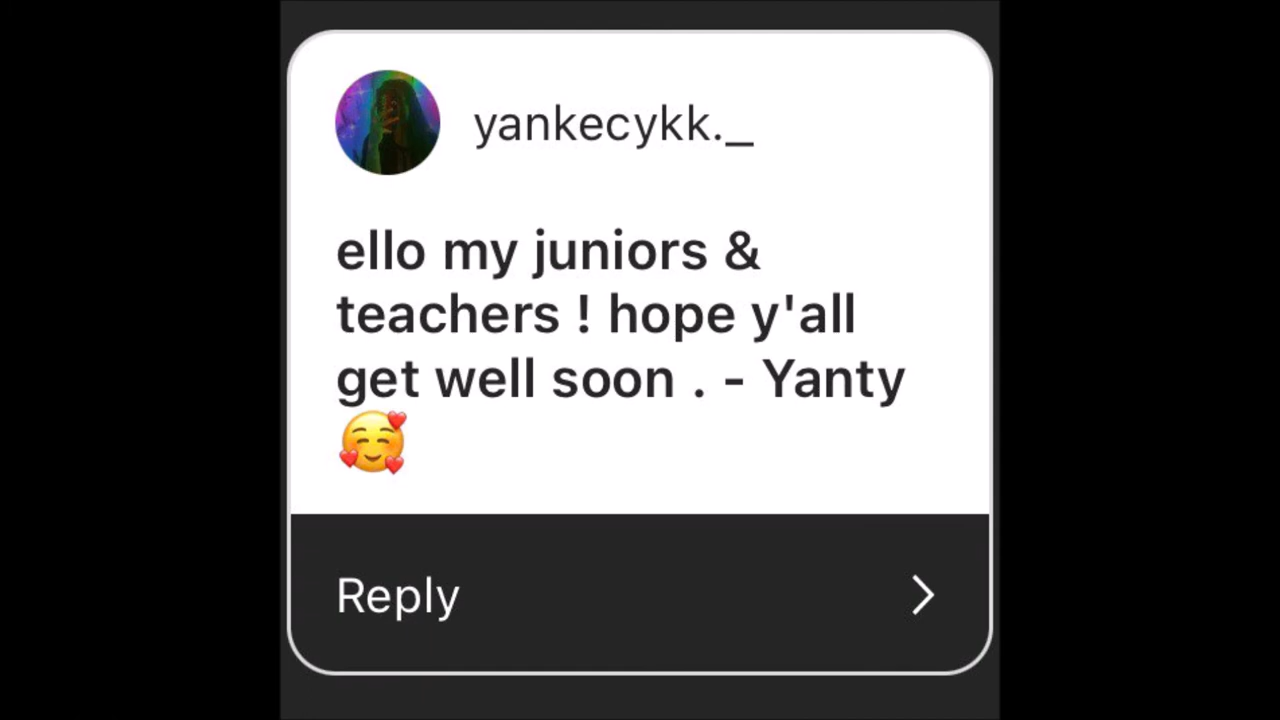 yankecykk._
ello my juniors &
teachers ! hope y'all
get well soon . - Yanty
🥰
Reply